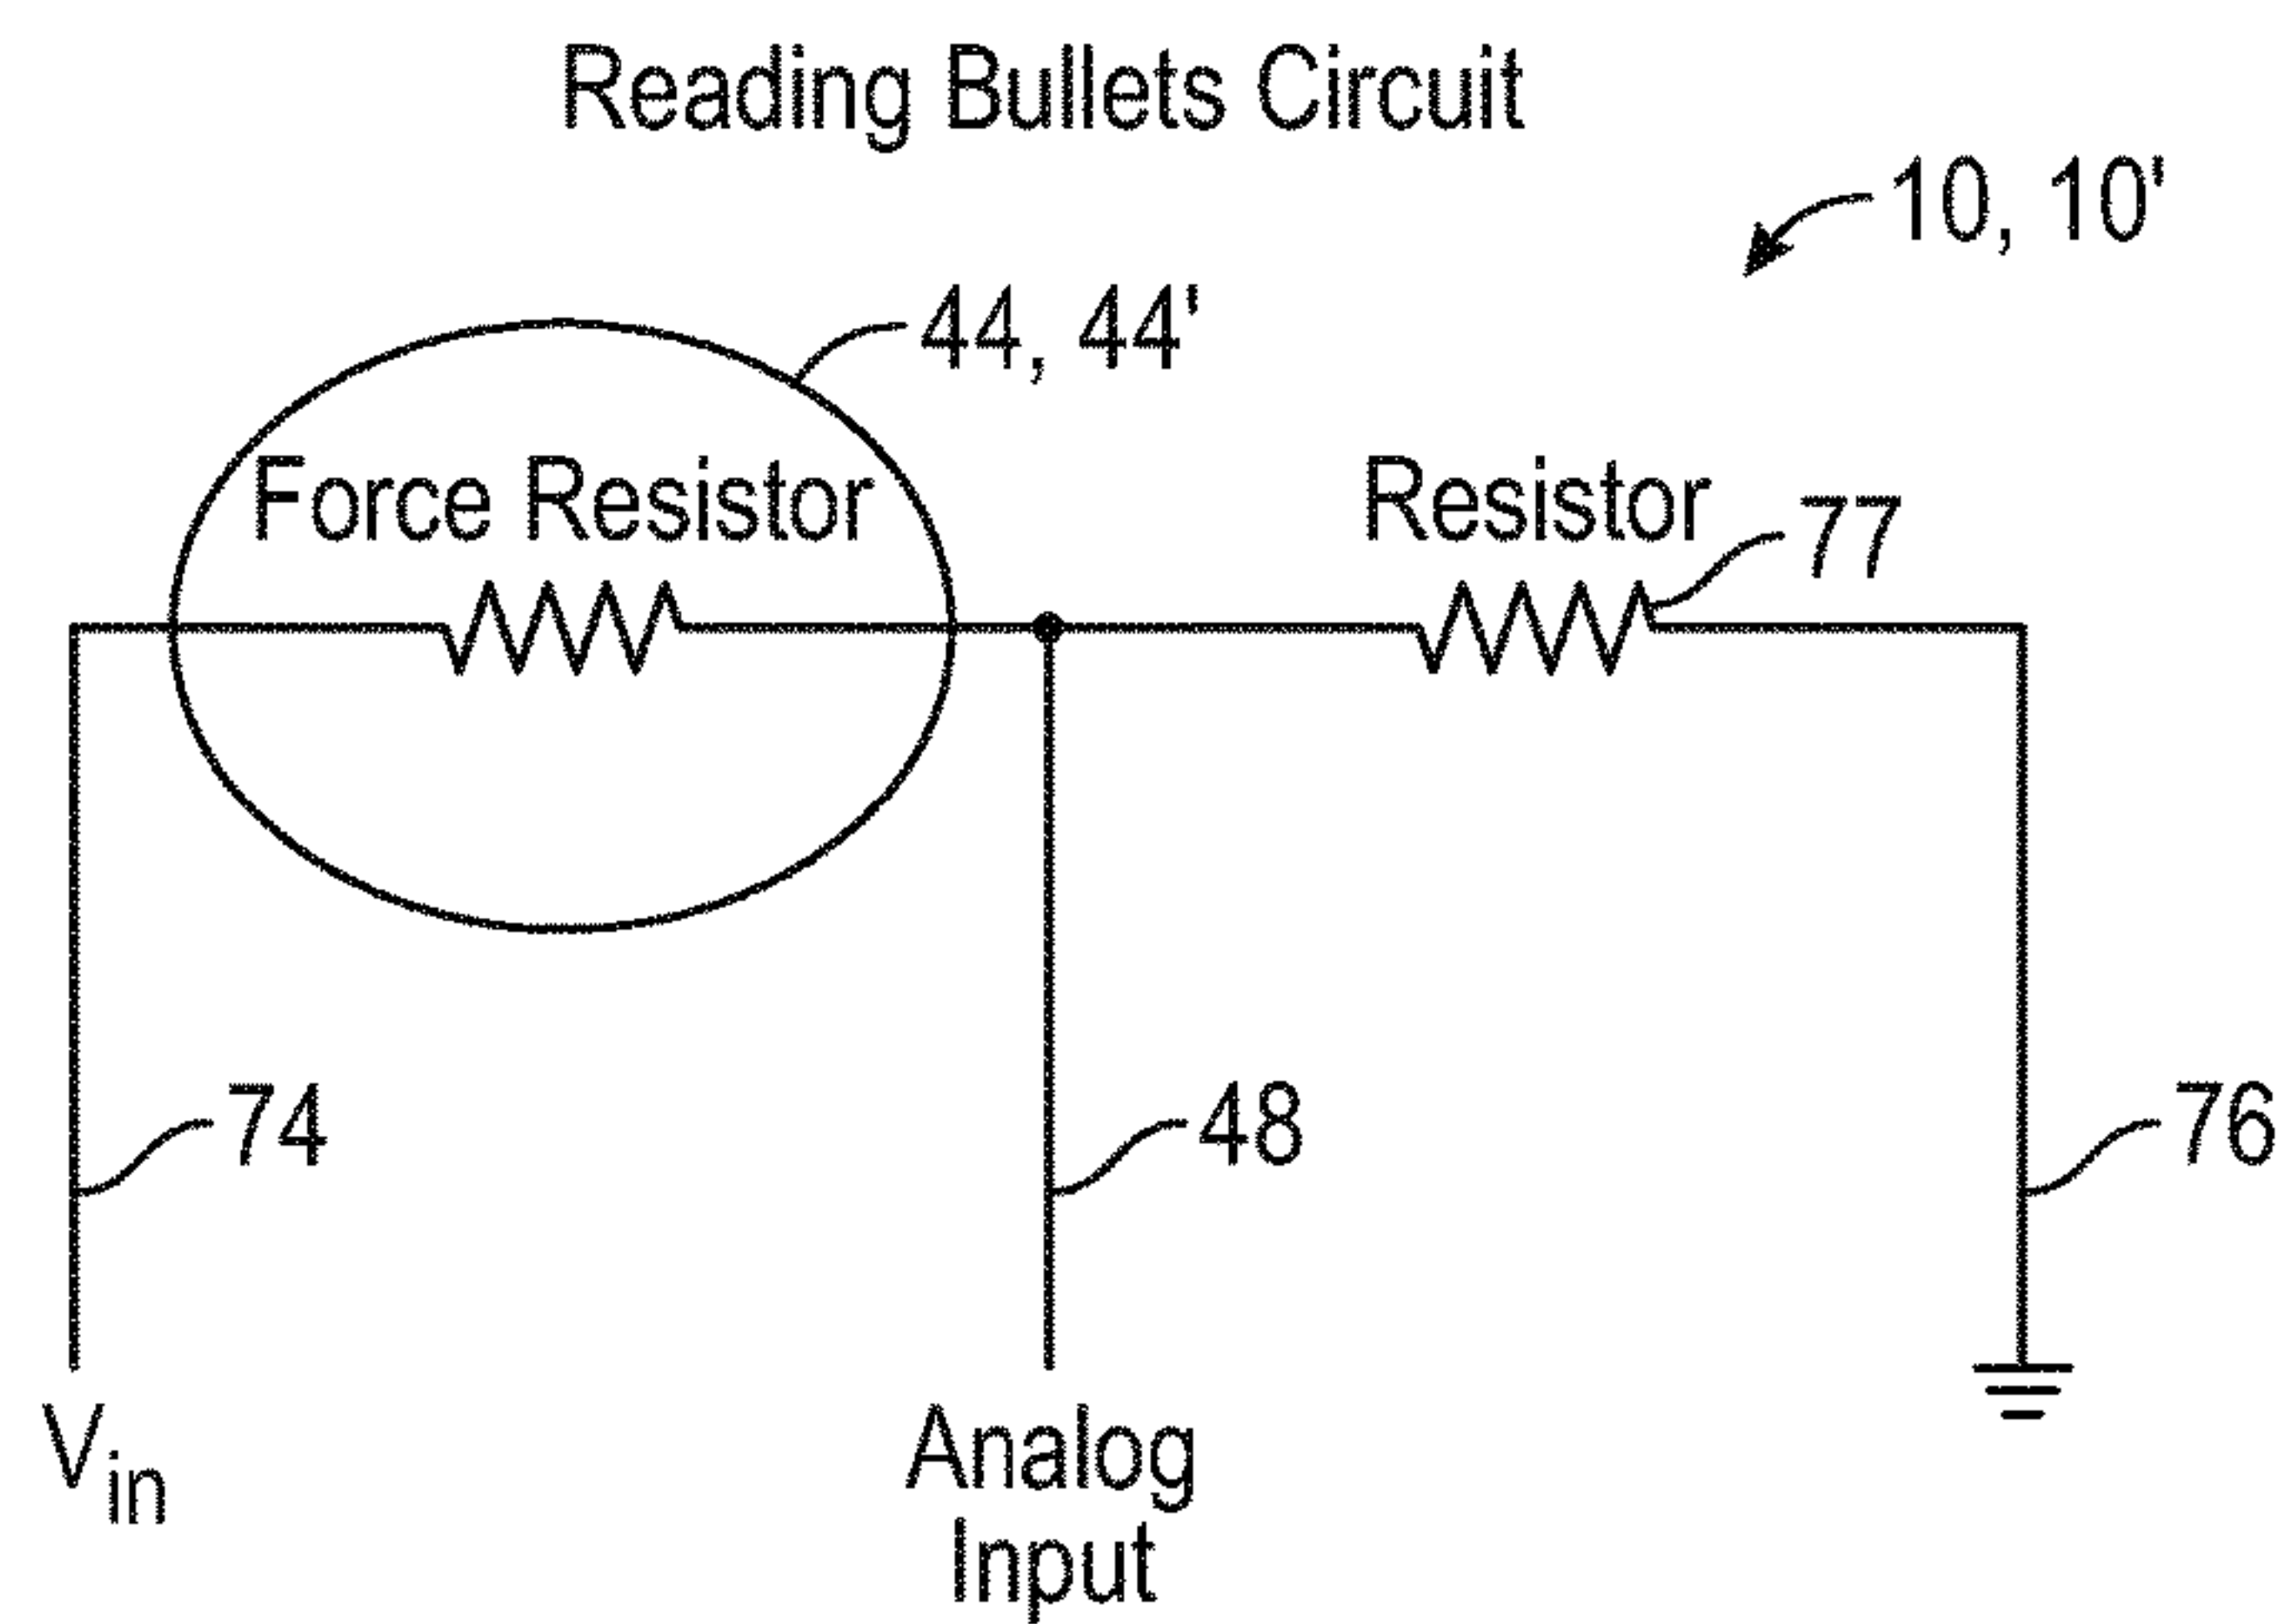 Reading Bullets Circuit
10, 10'
44, 44'
Force Resistor
Resistor
77
74
48
76
Vin
Analog
Input